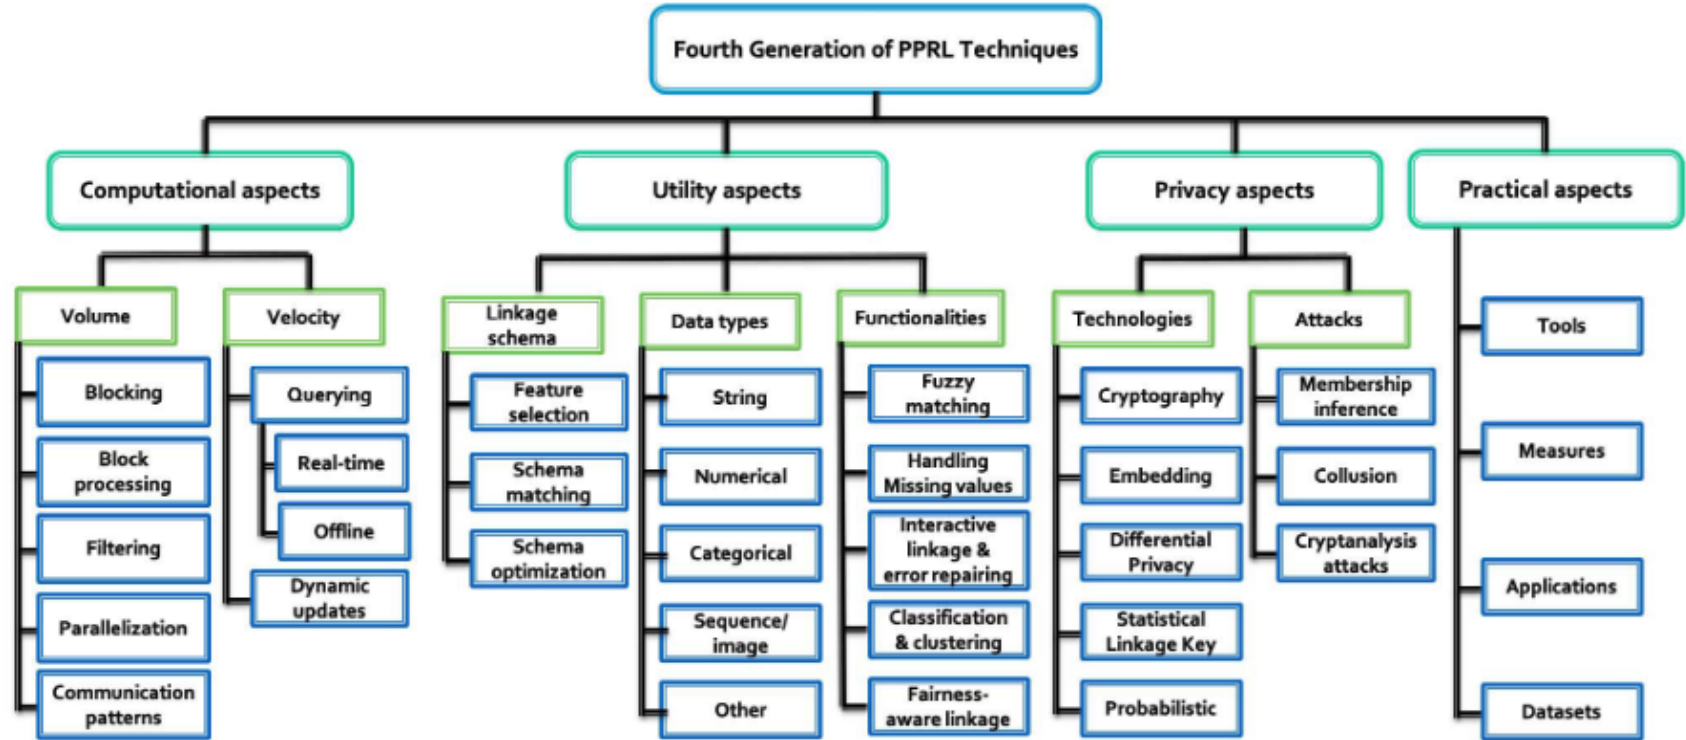 Fourth Generation of PPRL Techniques
Computational aspects
Utility aspects
Privacy aspects
Practical aspects
Volume
Velocity
Linkage
schema
Data types
Functionalities
Technologies
Attacks
Blocking
Block
processing
Filtering
Parallelization
Communication
patterns
Querying
Real-time
Offline
Dynamic
updates
Feature
selection
Schema
matching
Schema
optimization
String
Numerical
Categorical
Sequence/
image
Other
Fuzzy
matching
Handling
Missing values
Interactive
linkage &
error repairing
Classification
& clustering
Fairness-
aware linkage
Cryptography
Embedding
Differential
Privacy
Statistical
Linkage Key
Probabilistic
Membership
inference
Collusion
Cryptanalysis
attacks
Tools
Measures
Applications
Datasets